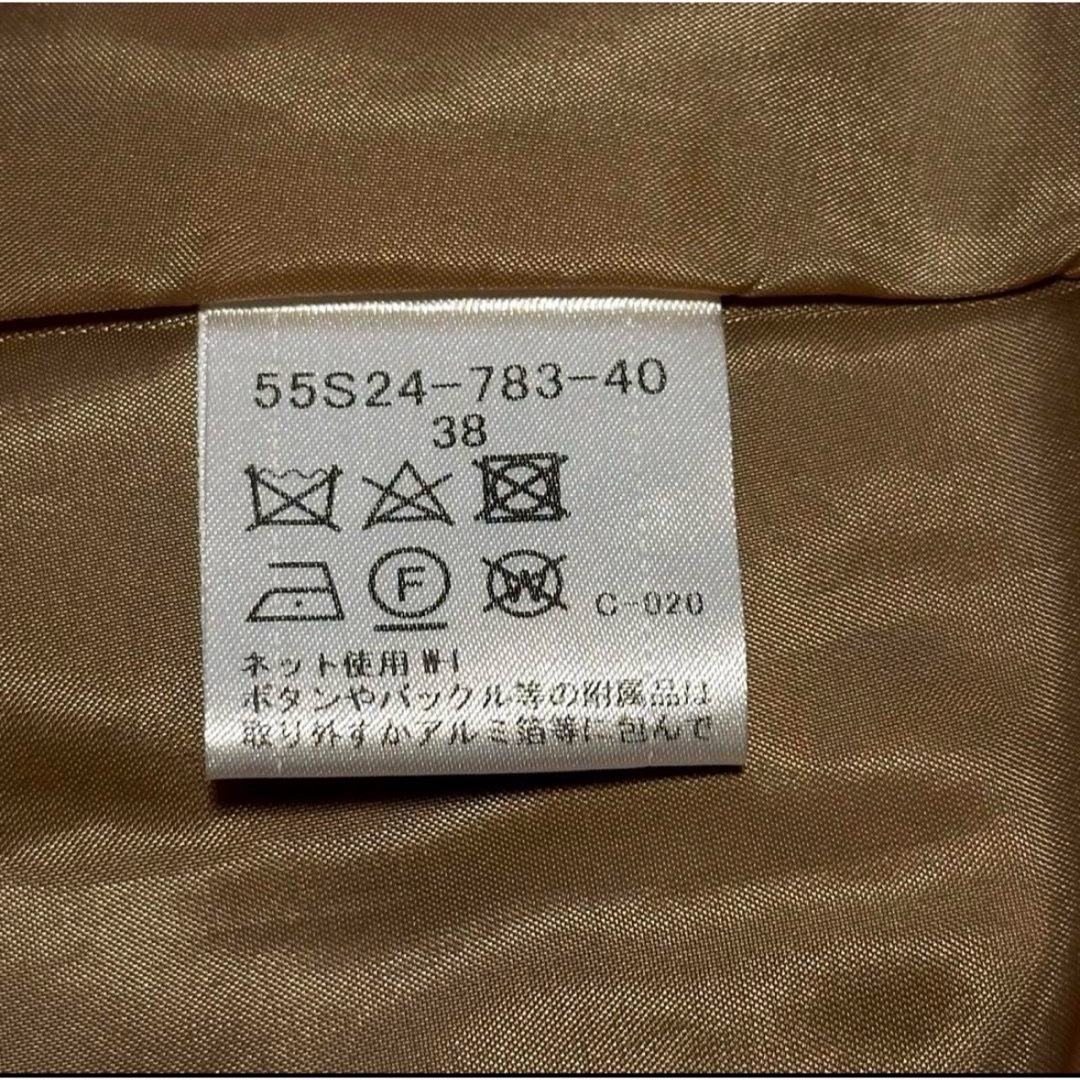 55S24-783-40
38
F W C-020
ネット使用 W-I
ボタンやバックル等の附属品は
取り外すかアルミ箔等に包んで